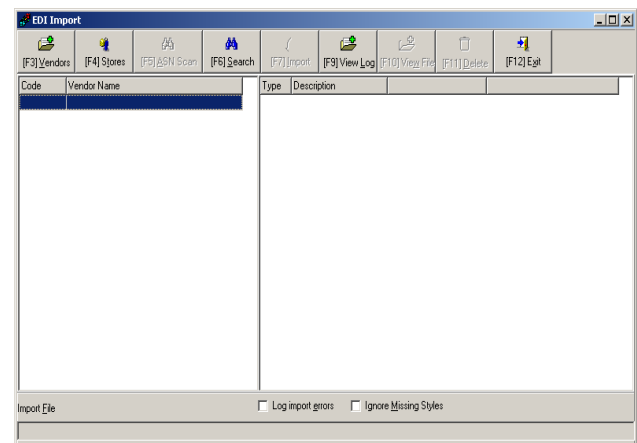 EDI Import
[F3] Vendors [F4] Stores [F5] ASN Scan [F6] Search [F7] Import [F9] View Log [F10] View File [F11] Delete [F12] Exit
Code Vendor Name Type Description
Import File Log import errors Ignore Missing Styles